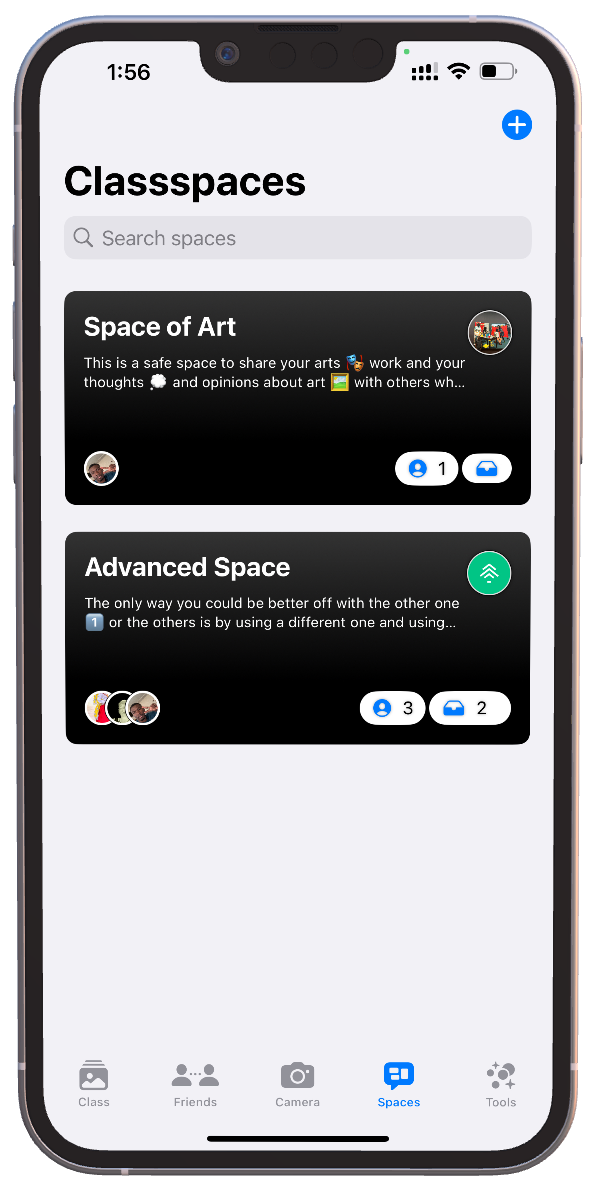 1:56
Classspaces
Search spaces
Space of Art
This is a safe space to share your arts 🎭 work and your
thoughts 💭 and opinions about art 🖼️ with others wh...
1
Advanced Space
The only way you could be better off with the other one
1️⃣ or the others is by using a different one and using...
3 2
Class Friends Camera Spaces Tools